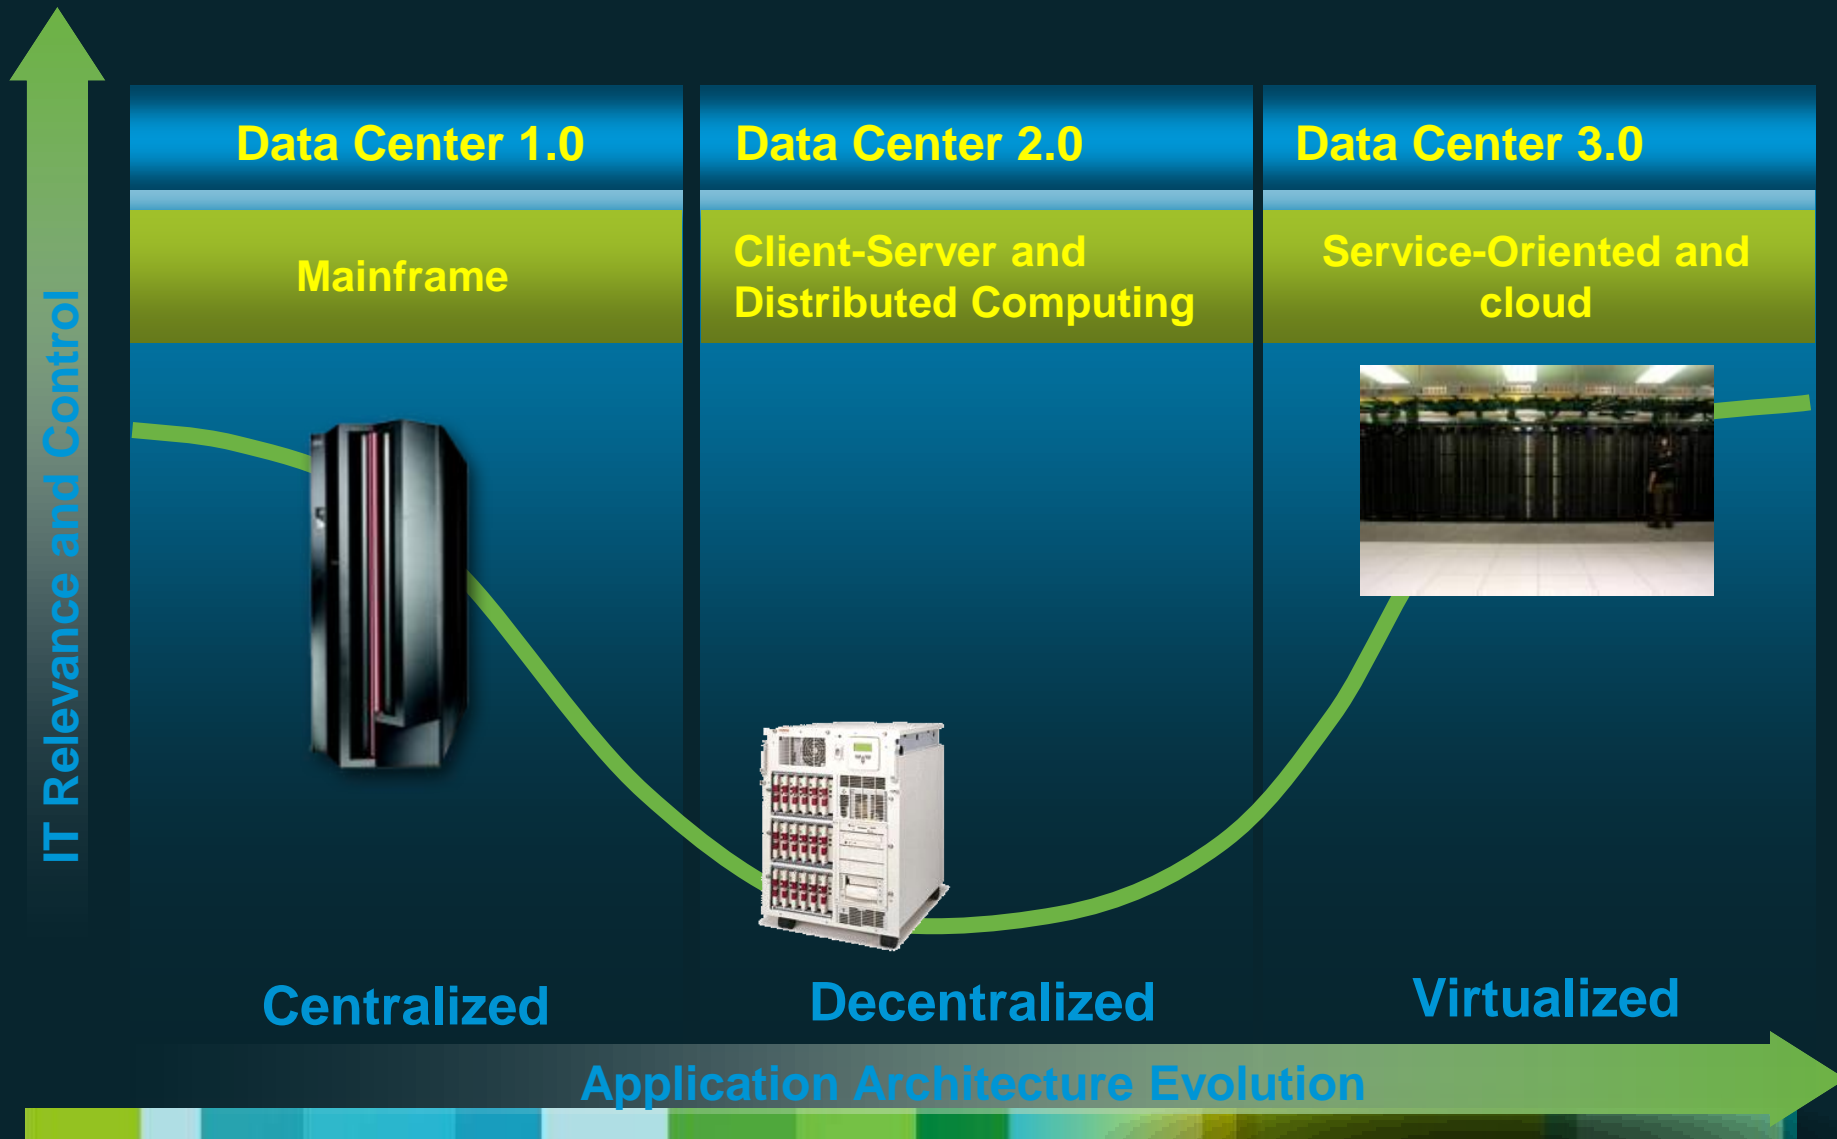 Data Center 1.0
Data Center 2.0
Data Center 3.0
Mainframe
Client-Server and
Distributed Computing
Service-Oriented and
cloud
IT Relevance and Control
Centralized
Decentralized
Virtualized
Application Architecture Evolution